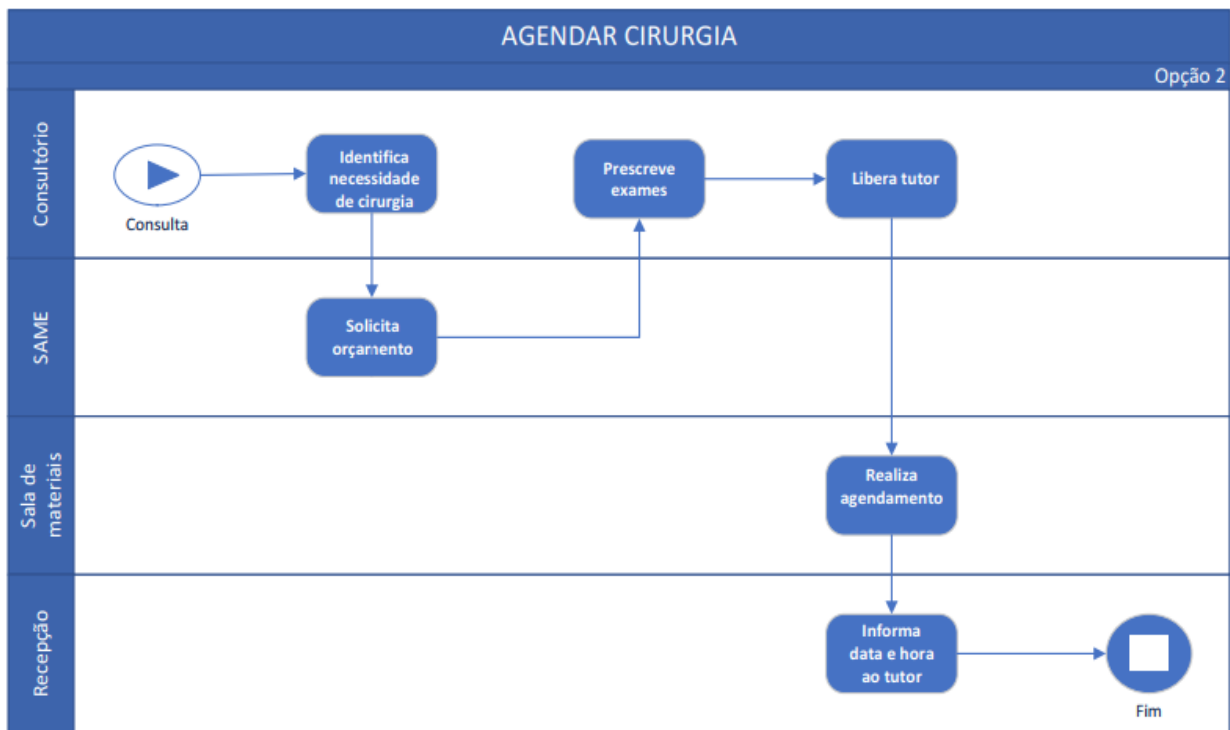 AGENDAR CIRURGIA
Opção 2
Consultório
Consulta
Identifica
necessidade
de cirurgia
Prescreve
exames
Libera tutor
SAME
Solicita
orçamento
Sala de
materiais
Realiza
agendamento
Recepção
Informa
data e hora
ao tutor
Fim